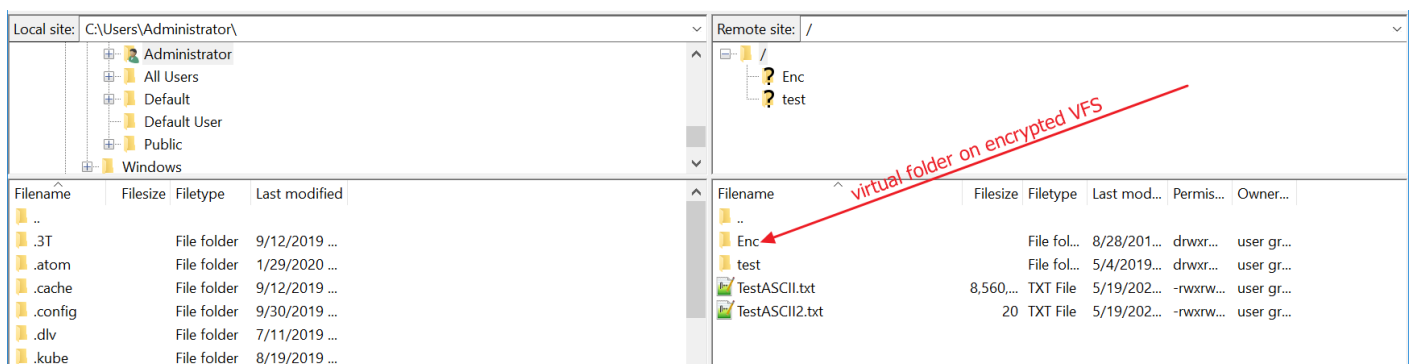 Local site: C:\Users\Administrator\
Administrator
All Users
Default
Default User
Public
Windows
Filename Filesize Filetype Last modified
..
.3T File folder 9/12/2019 ...
.atom File folder 1/29/2020 ...
.cache File folder 9/12/2019 ...
.config File folder 9/30/2019 ...
.dlv File folder 7/11/2019 ...
.kube File folder 8/19/2019 ...
Remote site: /
/
? Enc
? test
virtual folder on encrypted VFS
Filename Filesize Filetype Last mod... Permis... Owner...
..
Enc File fol... 8/28/201... drwxr... user gr...
test File fol... 5/4/2019... drwxr... user gr...
TestASCII.txt 8,560,... TXT File 5/19/202... -rwxrw... user gr...
TestASCII2.txt 20 TXT File 5/19/202... -rwxrw... user gr...